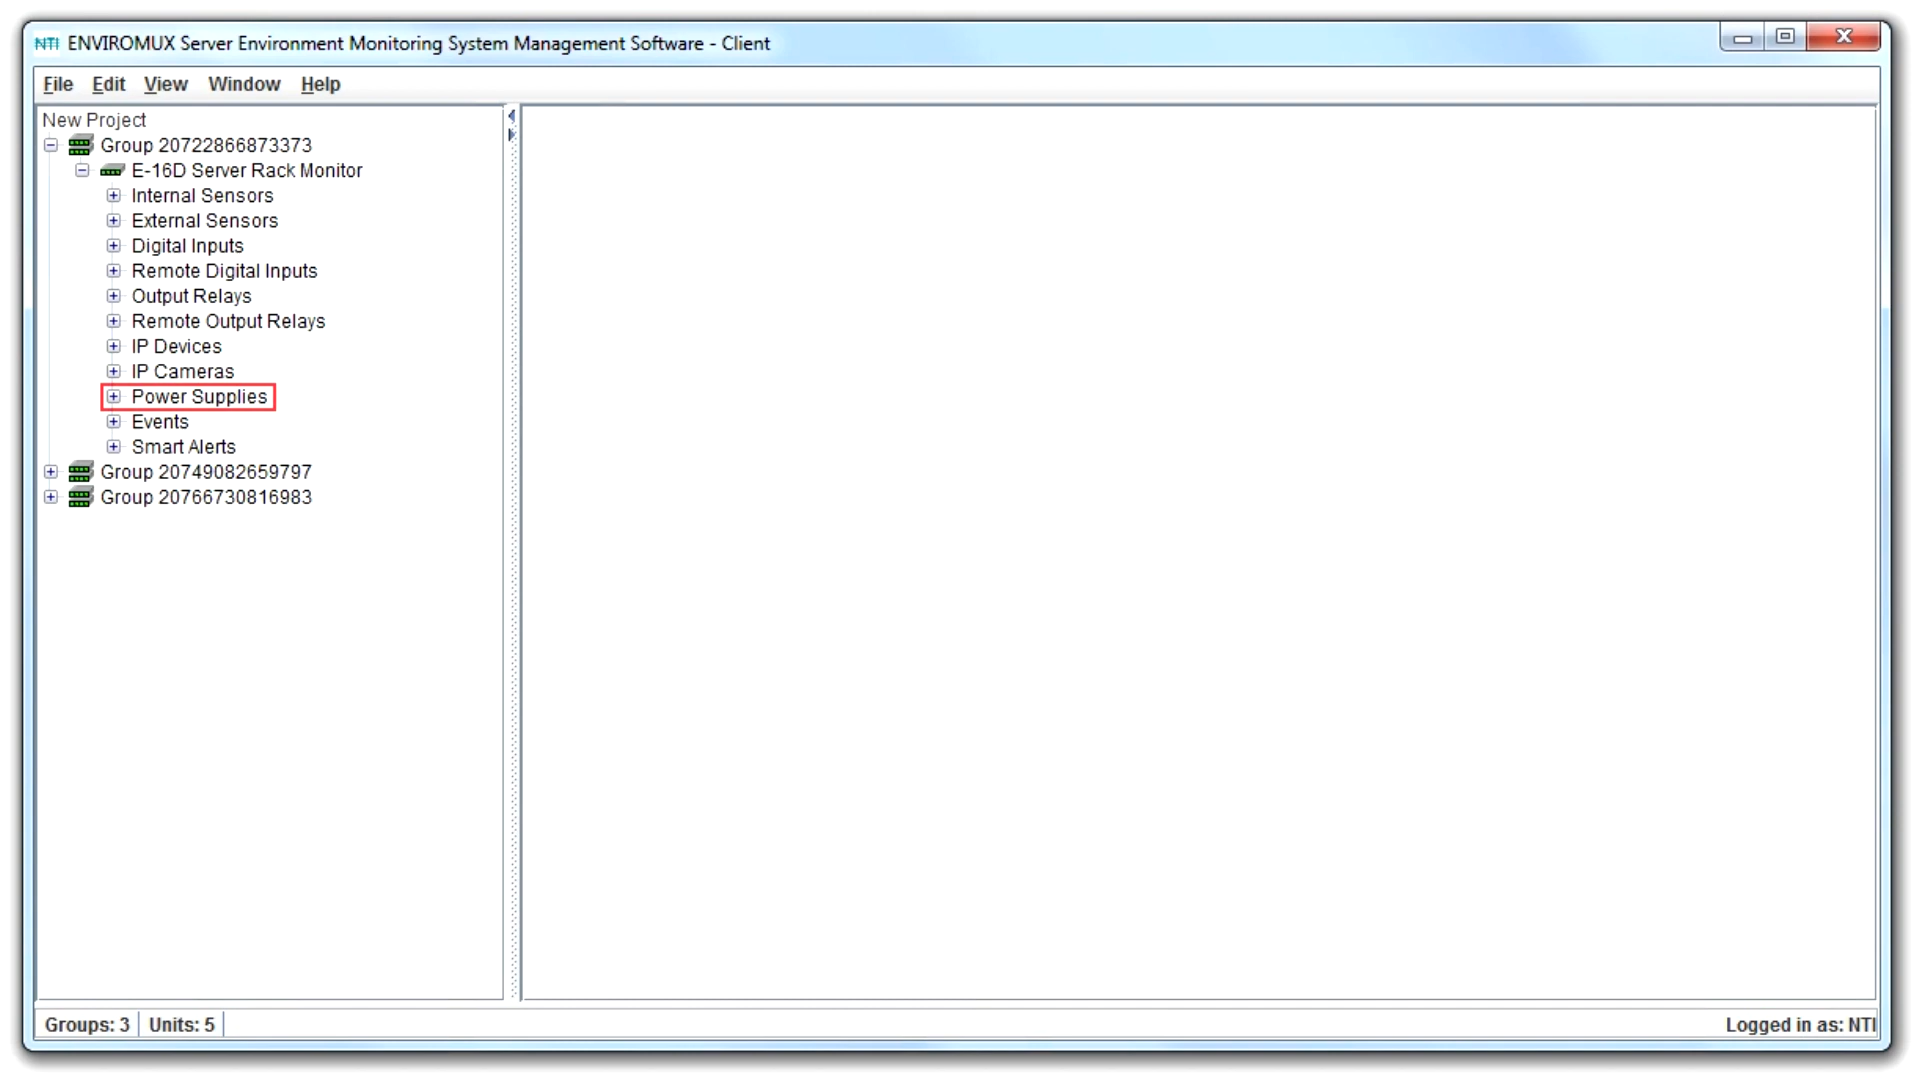 NTI ENVIROMUX Server Environment Monitoring System Management Software - Client
File Edit View Window Help
New Project
Group 20722866873373
E-16D Server Rack Monitor
Internal Sensors
External Sensors
Digital Inputs
Remote Digital Inputs
Output Relays
Remote Output Relays
IP Devices
IP Cameras
Power Supplies
Events
Smart Alerts
Group 20749082659797
Group 20766730816983
Groups: 3 Units: 5 Logged in as: NTI